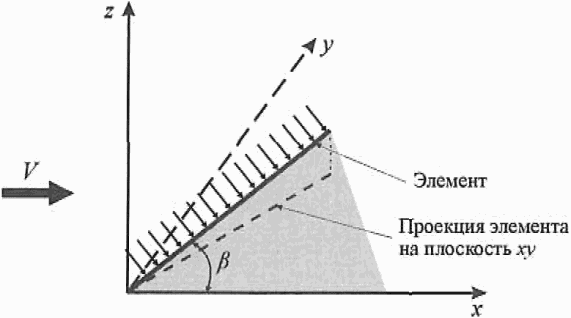 z
y
V
Элемент
Проекция элемента
на плоскость xy
β
x